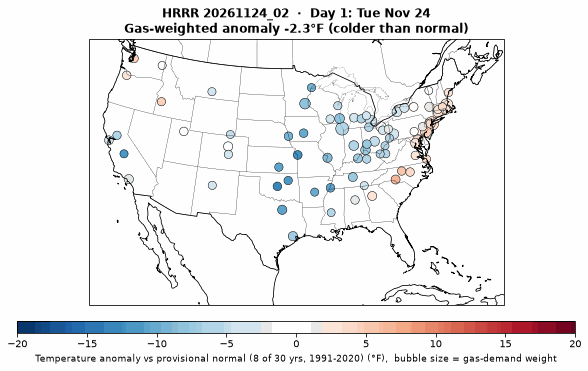 HRRR 20261124_02 · Day 1: Tue Nov 24
Gas-weighted anomaly -2.3°F (colder than normal)
−20 −15 −10 −5 0 5 10 15 20
Temperature anomaly vs provisional normal (8 of 30 yrs, 1991-2020) (°F), bubble size = gas-demand weight